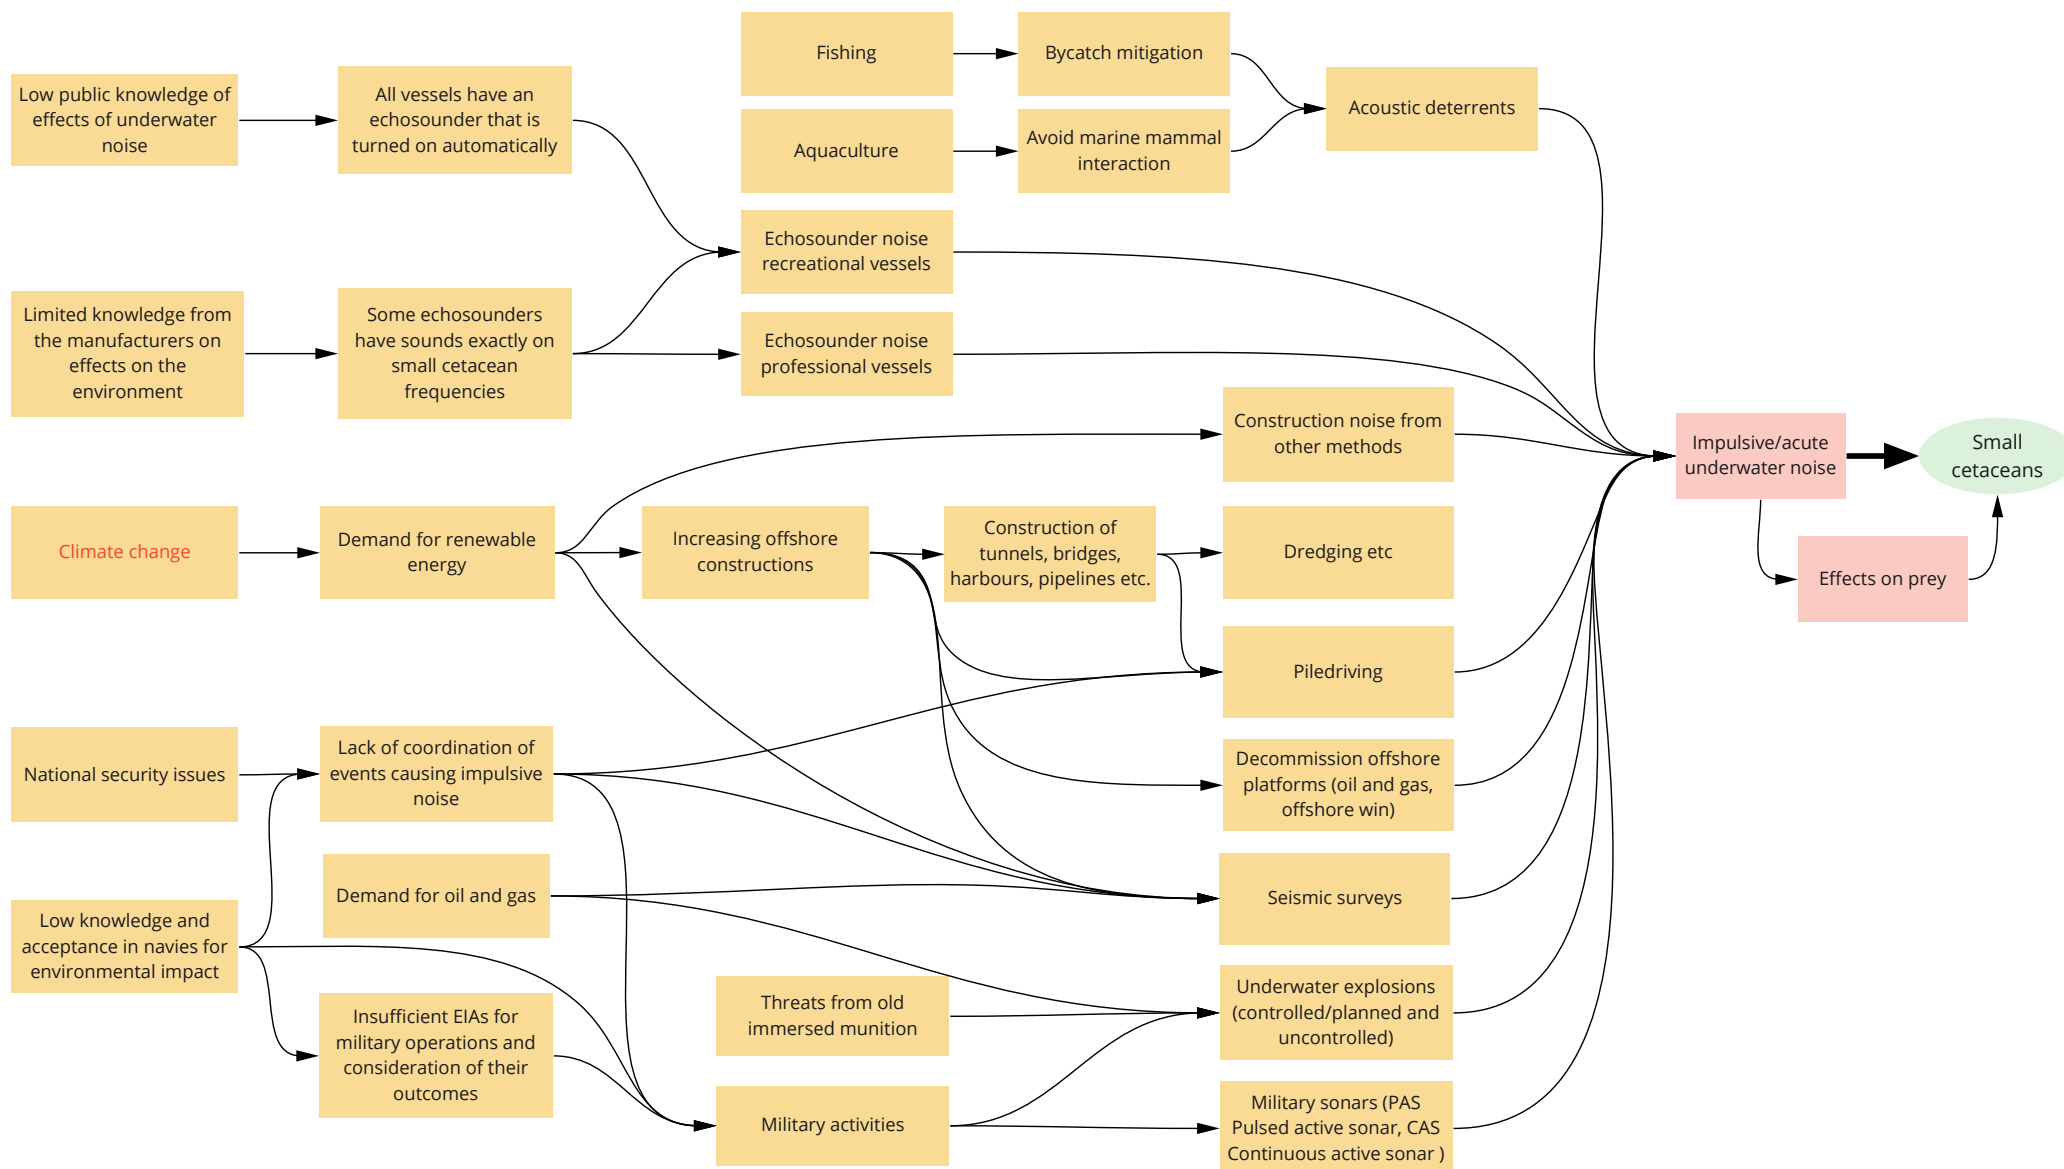 Fishing
Bycatch mitigation
Low public knowledge of
effects of underwater
noise
All vessels have an
echosounder that is
turned on automatically
Acoustic deterrents
Aquaculture
Avoid marine mammal
interaction
Echosounder noise
recreational vessels
Limited knowledge from
the manufacturers on
effects on the
environment
Some echosounders
have sounds exactly on
small cetacean
frequencies
Echosounder noise
professional vessels
Construction noise from
other methods
Impulsive/acute
underwater noise
Small
cetaceans
Climate change
Demand for renewable
energy
Increasing offshore
constructions
Construction of
tunnels, bridges,
harbours, pipelines etc.
Dredging etc
Effects on prey
Piledriving
National security issues
Lack of coordination of
events causing impulsive
noise
Decommission offshore
platforms (oil and gas,
offshore win)
Demand for oil and gas
Seismic surveys
Low knowledge and
acceptance in navies for
environmental impact
Insufficient EIAs for
military operations and
consideration of their
outcomes
Threats from old
immersed munition
Underwater explosions
(controlled/planned and
uncontrolled)
Military activities
Military sonars (PAS
Pulsed active sonar, CAS
Continuous active sonar )